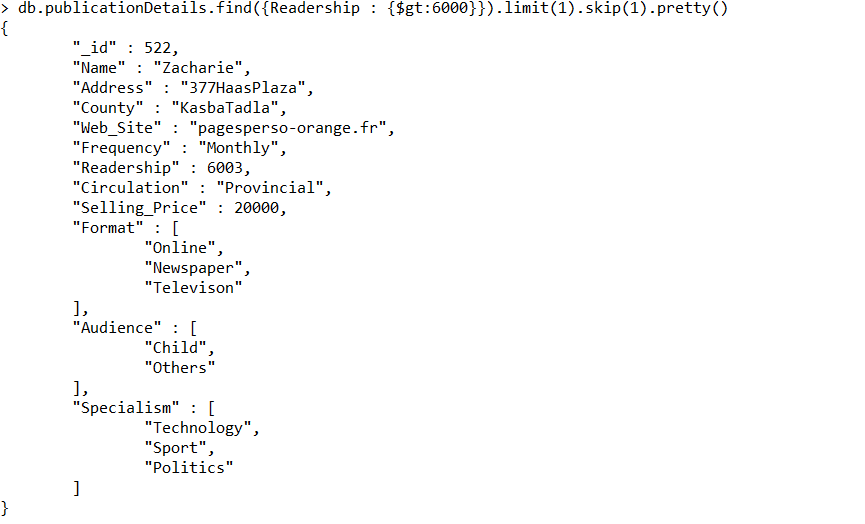 > db.publicationDetails.find({Readership : {$gt:6000}}).limit(1).skip(1).pretty()
{
        "_id" : 522,
        "Name" : "Zacharie",
        "Address" : "377HaasPlaza",
        "County" : "KasbaTadla",
        "Web_Site" : "pagesperso-orange.fr",
        "Frequency" : "Monthly",
        "Readership" : 6003,
        "Circulation" : "Provincial",
        "Selling_Price" : 20000,
        "Format" : [
                "Online",
                "Newspaper",
                "Televison"
        ],
        "Audience" : [
                "Child",
                "Others"
        ],
        "Specialism" : [
                "Technology",
                "Sport",
                "Politics"
        ]
}